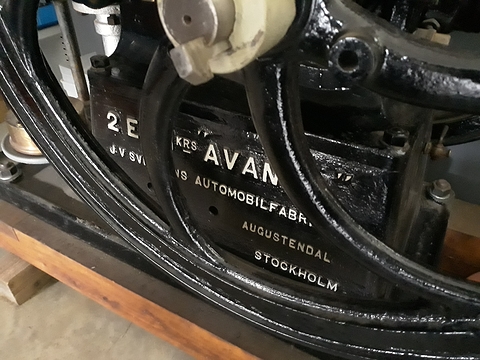 2 E KRS "AVAN "
J·V SV NS AUTOMOBILFABR
AUGUSTENDAL
STOCKHOLM